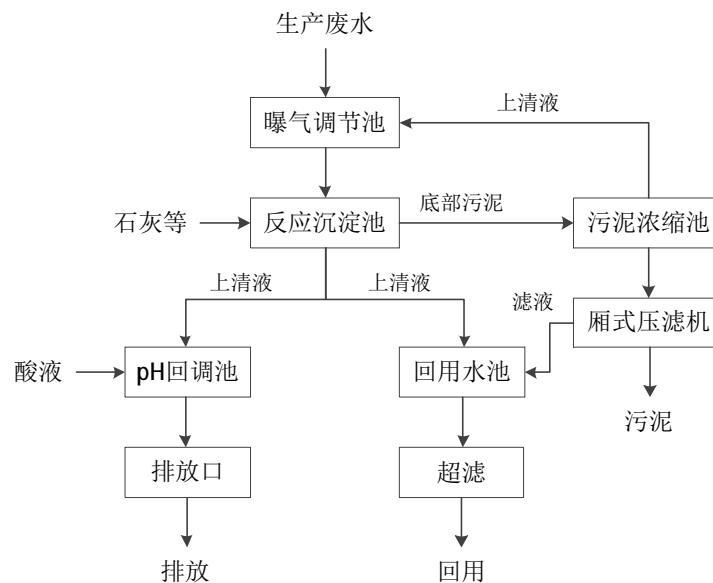 生产废水
上清液
曝气调节池
石灰等
反应沉淀池
底部污泥
污泥浓缩池
上清液
上清液
滤液
厢式压滤机
酸液
pH回调池
回用水池
污泥
排放口
超滤
排放
回用